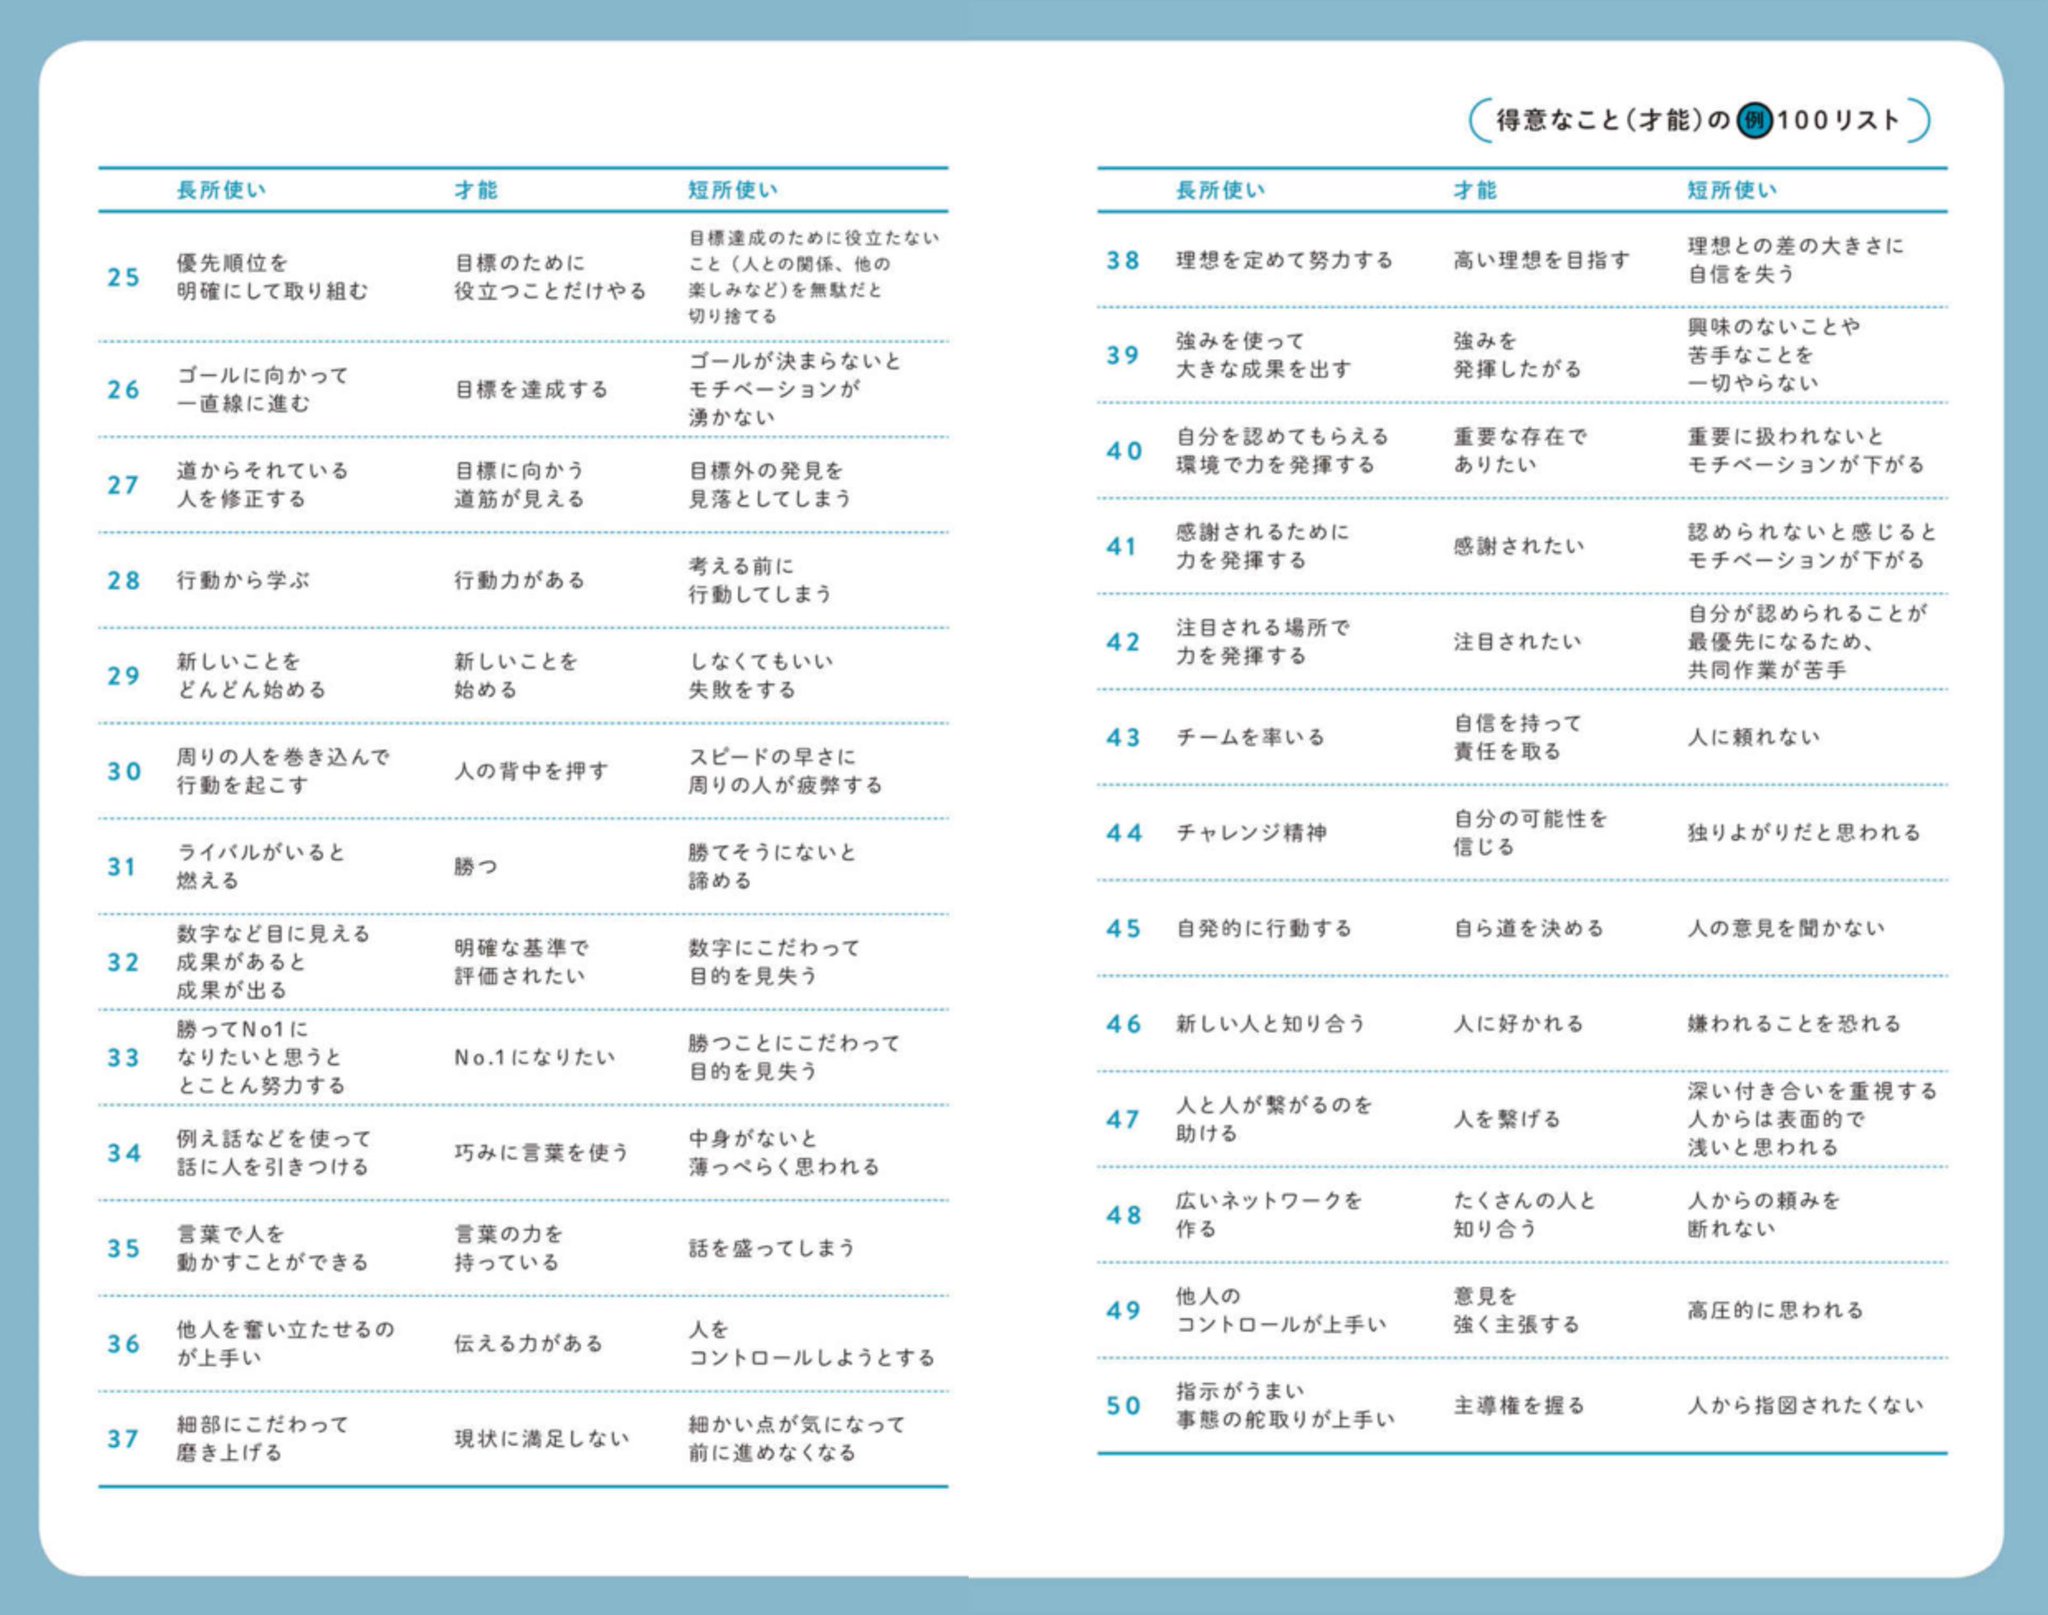 得意なこと(才能)の例100リスト
長所使い 才能 短所使い
25
優先順位を
明確にして取り組む
目標のために
役立つことだけやる
目標達成のために役立たない
こと(人との関係、他の
楽しみなど)を無駄だと
切り捨てる
26
ゴールに向かって
一直線に進む
目標を達成する
ゴールが決まらないと
モチベーションが
湧かない
27
道からそれている
人を修正する
目標に向かう
道筋が見える
目標外の発見を
見落としてしまう
28
行動から学ぶ
行動力がある
考える前に
行動してしまう
29
新しいことを
どんどん始める
新しいことを
始める
しなくてもいい
失敗をする
30
周りの人を巻き込んで
行動を起こす
人の背中を押す
スピードの早さに
周りの人が疲弊する
31
ライバルがいると
燃える
勝つ
勝てそうにないと
諦める
32
数字など目に見える
成果があると
成果が出る
明確な基準で
評価されたい
数字にこだわって
目的を見失う
33
勝ってNo1に
なりたいと思うと
とことん努力する
No.1になりたい
勝つことにこだわって
目的を見失う
34
例え話などを使って
話に人を引きつける
巧みに言葉を使う
中身がないと
薄っぺらく思われる
35
言葉で人を
動かすことができる
言葉の力を
持っている
話を盛ってしまう
36
他人を奮い立たせるの
が上手い
伝える力がある
人を
コントロールしようとする
37
細部にこだわって
磨き上げる
現状に満足しない
細かい点が気になって
前に進めなくなる
長所使い 才能 短所使い
38
理想を定めて努力する
高い理想を目指す
理想との差の大きさに
自信を失う
39
強みを使って
大きな成果を出す
強みを
発揮したがる
興味のないことや
苦手なことを
一切やらない
40
自分を認めてもらえる
環境で力を発揮する
重要な存在で
ありたい
重要に扱われないと
モチベーションが下がる
41
感謝されるために
力を発揮する
感謝されたい
認められないと感じると
モチベーションが下がる
42
注目される場所で
力を発揮する
注目されたい
自分が認められることが
最優先になるため、
共同作業が苦手
43
チームを率いる
自信を持って
責任を取る
人に頼れない
44
チャレンジ精神
自分の可能性を
信じる
独りよがりだと思われる
45
自発的に行動する
自ら道を決める
人の意見を聞かない
46
新しい人と知り合う
人に好かれる
嫌われることを恐れる
47
人と人が繋がるのを
助ける
人を繋げる
深い付き合いを重視する
人からは表面的で
浅いと思われる
48
広いネットワークを
作る
たくさんの人と
知り合う
人からの頼みを
断れない
49
他人の
コントロールが上手い
意見を
強く主張する
高圧的に思われる
50
指示がうまい
事態の舵取りが上手い
主導権を握る
人から指図されたくない